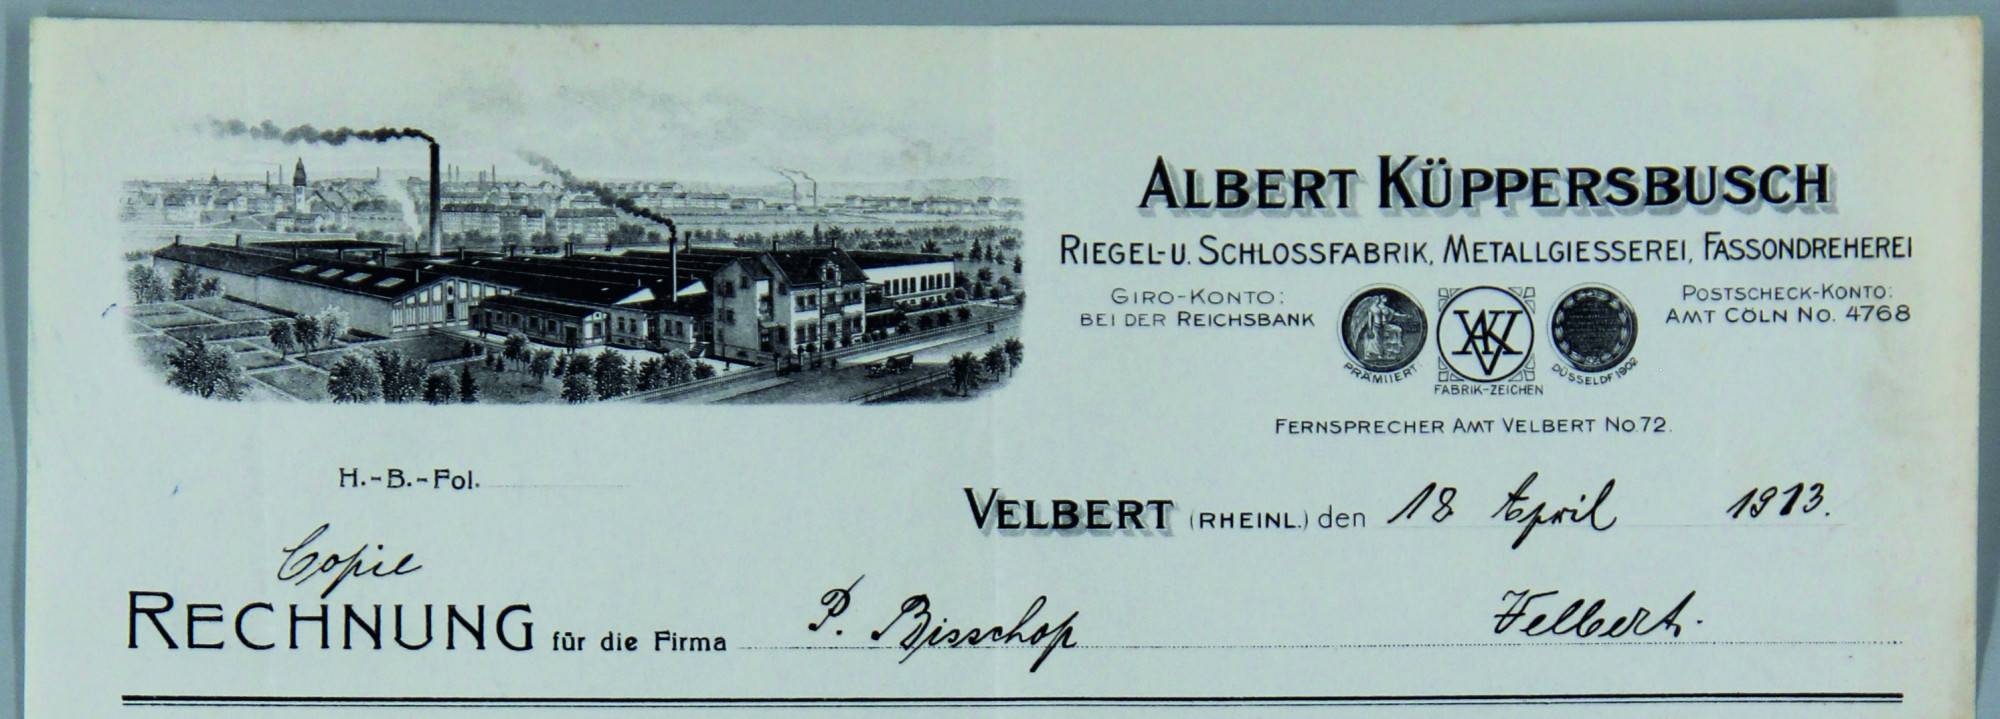 ALBERT KÜPPERSBUSCH
RIEGEL- U. SCHLOSSFABRIK, METALLGIESSEREI, FASSONDREHEREI
GIRO-KONTO:
BEI DER REICHSBANK
PRÄMIIERT
AKV
FABRIK-ZEICHEN
DÜSSELDF 1902
POSTSCHECK-KONTO:
AMT CÖLN No. 4768
FERNSPRECHER AMT VELBERT No. 72.
H.-B.-Fol.
VELBERT (RHEINL.) den 18 April 1913.
Copie
RECHNUNG für die Firma P. Bisschop Velbert.